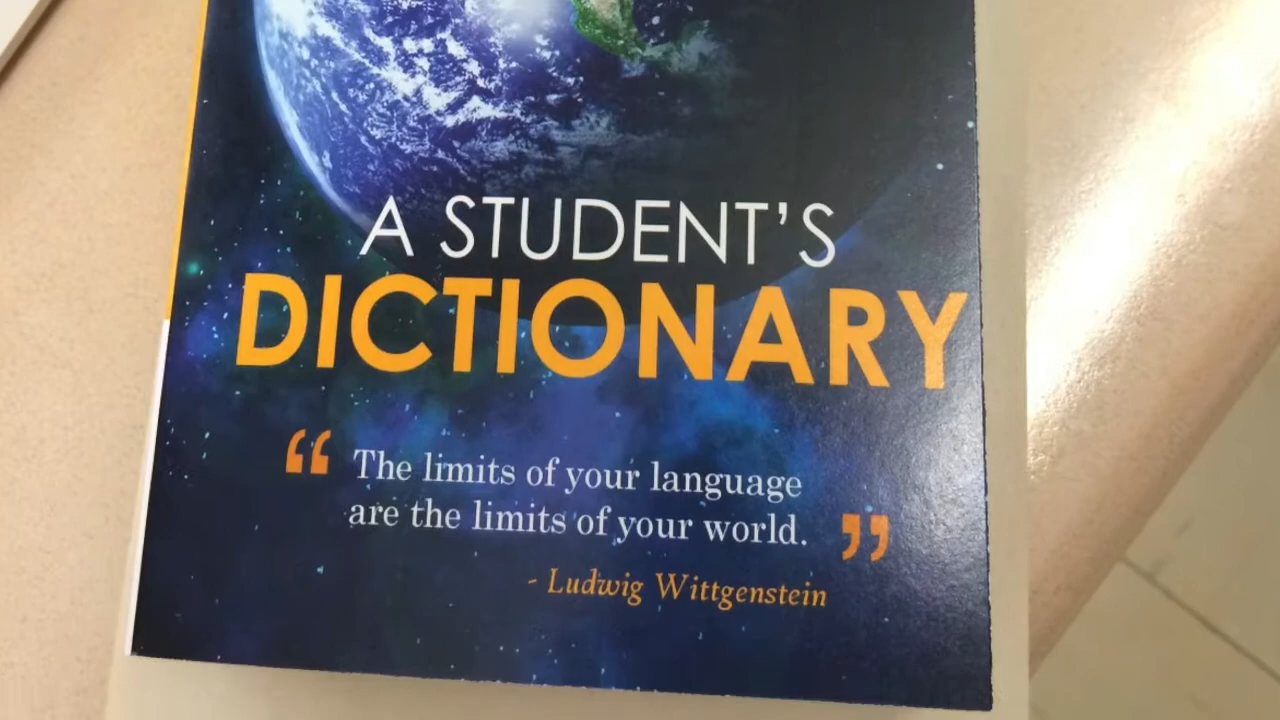 A STUDENT'S
DICTIONARY
“ The limits of your language
are the limits of your world. ”
- Ludwig Wittgenstein